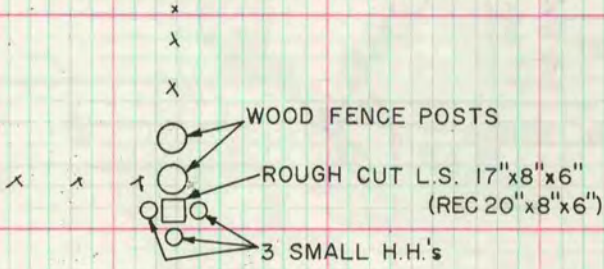 WOOD FENCE POSTS
ROUGH CUT L.S. 17"x8"x6"
(REC 20"x8"x6")
3 SMALL H.H.'s